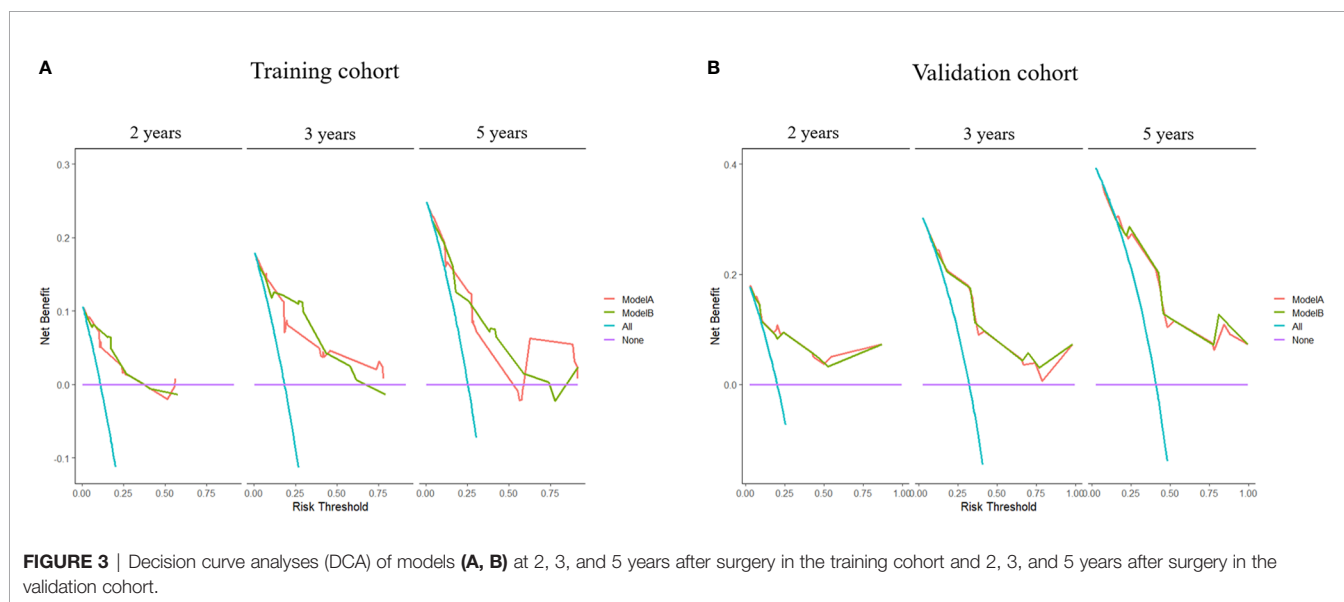 A
Training cohort
2 years
3 years
5 years
0.3
0.2
0.1
0.0
-0.1
Net Benefit
0.00 0.25 0.50 0.75
0.00 0.25 0.50 0.75
0.00 0.25 0.50 0.75
Risk Threshold
ModelA
ModelB
All
None
B
Validation cohort
2 years
3 years
5 years
0.4
0.2
0.0
Net Benefit
0.00 0.25 0.50 0.75 1.00
0.00 0.25 0.50 0.75 1.00
0.00 0.25 0.50 0.75 1.00
Risk Threshold
ModelA
ModelB
All
None
FIGURE 3 | Decision curve analyses (DCA) of models (A, B) at 2, 3, and 5 years after surgery in the training cohort and 2, 3, and 5 years after surgery in the
validation cohort.